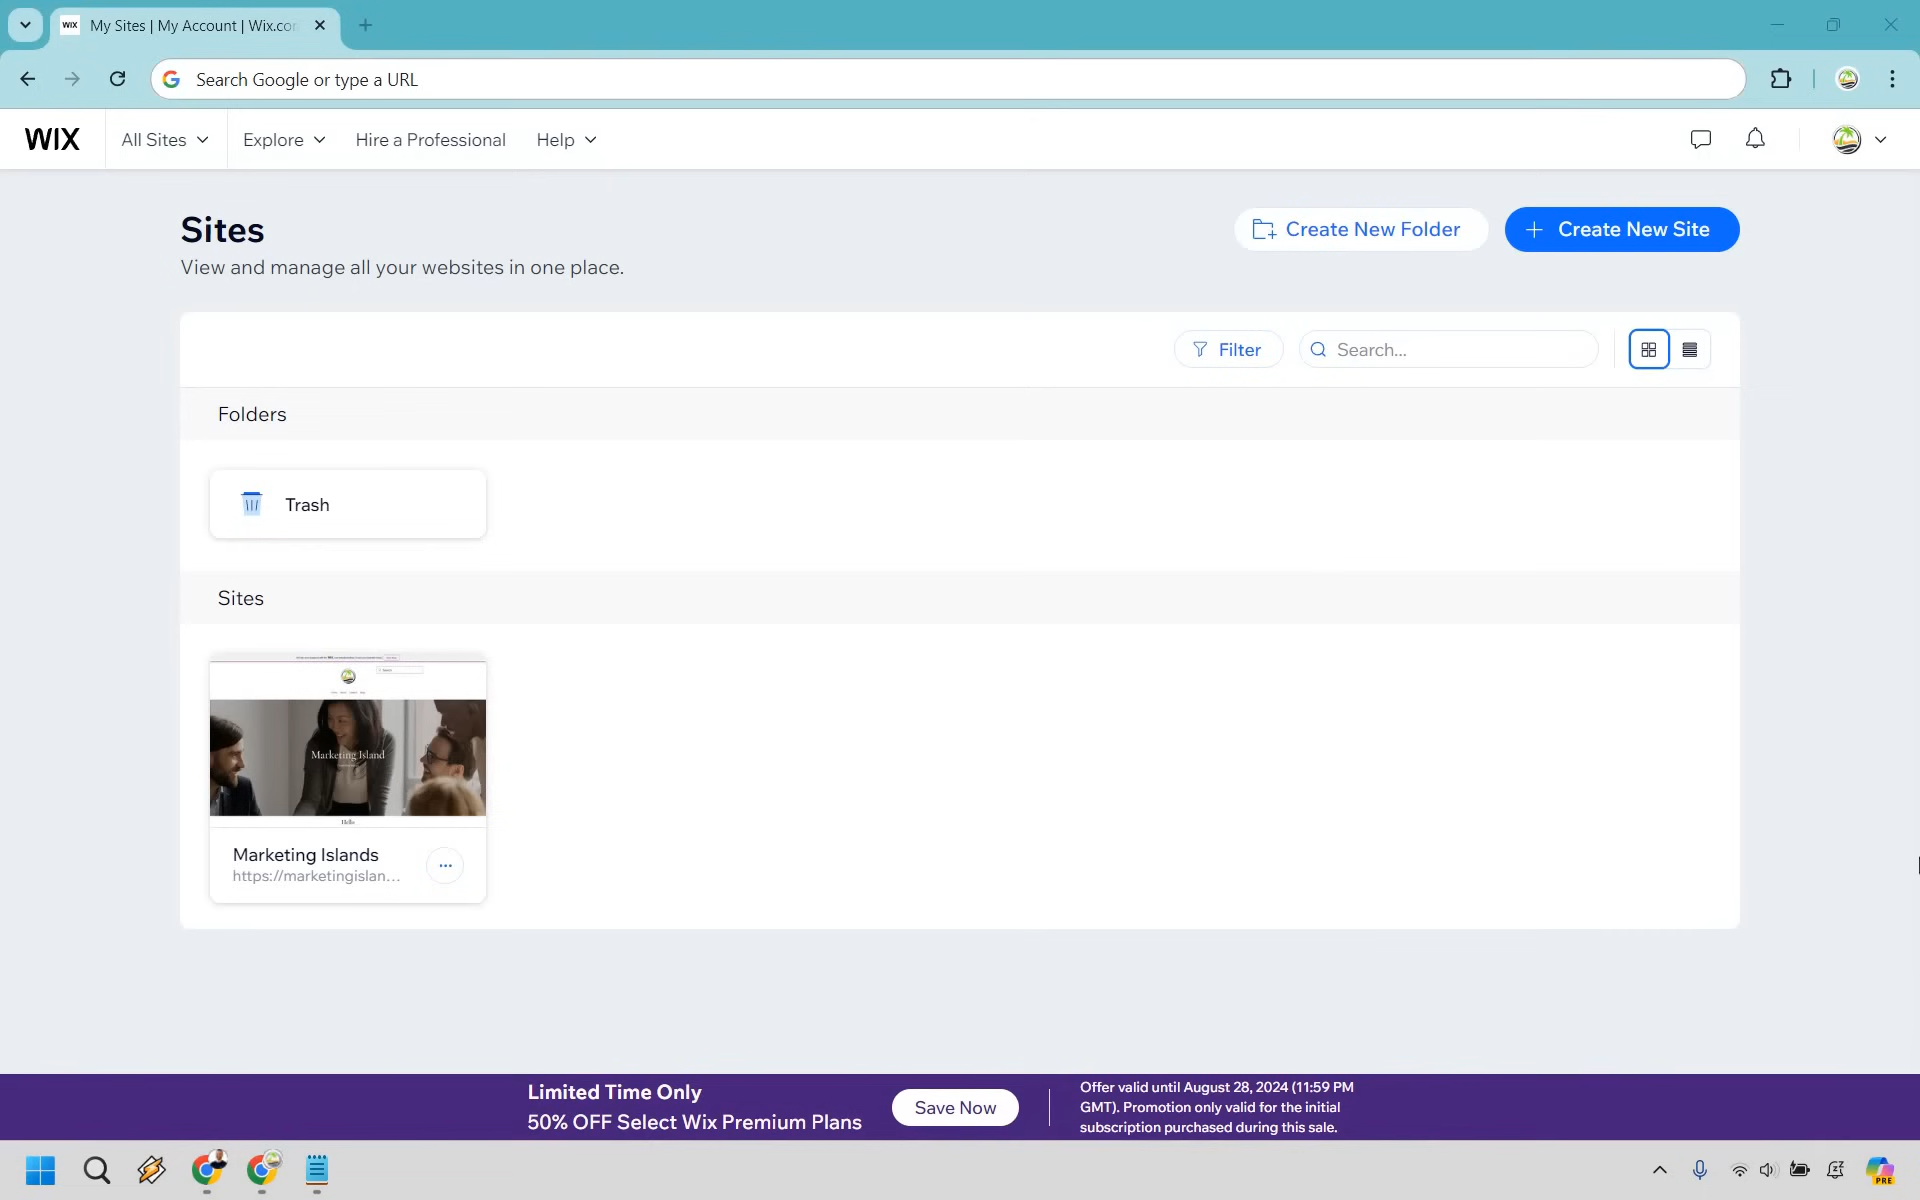 WIX My Sites | My Account | Wix.co
Search Google or type a URL
WIX All Sites Explore Hire a Professional Help
Sites
Create New Folder
Create New Site
View and manage all your websites in one place.
Filter
Search...
Folders
Trash
Sites
Marketing Island
Hello
Marketing Islands
https://marketingislan...
Limited Time Only
50% OFF Select Wix Premium Plans
Save Now
Offer valid until August 28, 2024 (11:59 PM
GMT). Promotion only valid for the initial
subscription purchased during this sale.
PRE